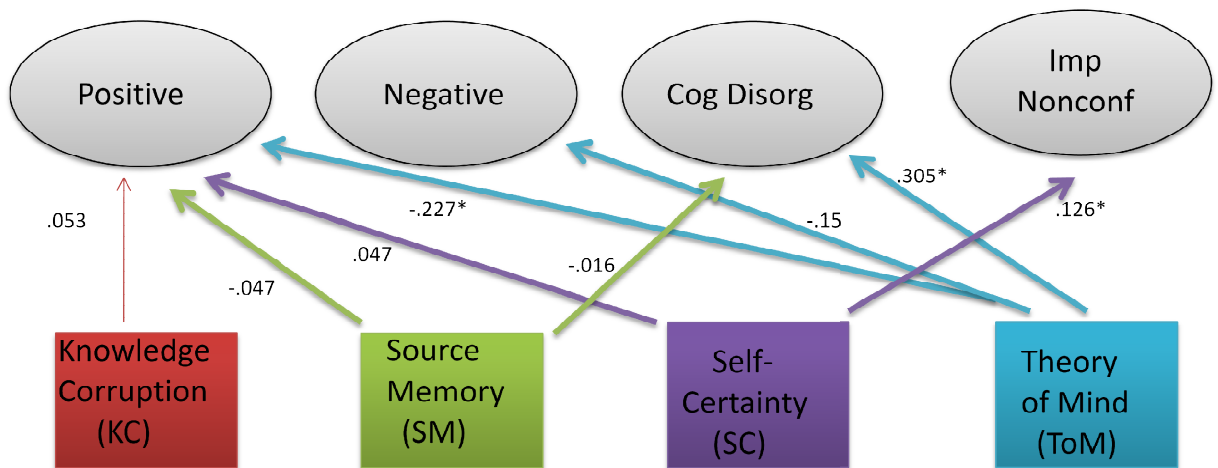 Positive
Negative
Cog Disorg
Imp
Nonconf
.053
-.047
.047
-.227*
-.016
-.15
.305*
.126*
Knowledge
Corruption
(KC)
Source
Memory
(SM)
Self-
Certainty
(SC)
Theory
of Mind
(ToM)